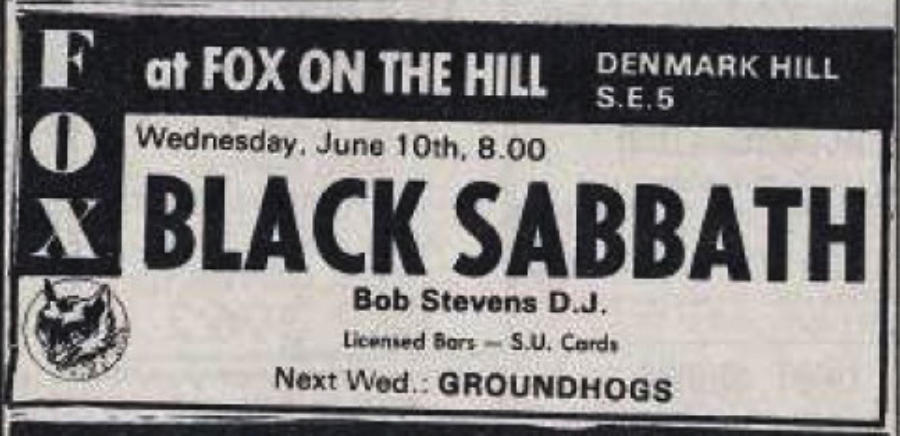 FOX
at FOX ON THE HILL
DENMARK HILL
S.E.5
Wednesday, June 10th, 8.00
BLACK SABBATH
Bob Stevens D.J.
Licensed Bars — S.U. Cards
Next Wed.: GROUNDHOGS